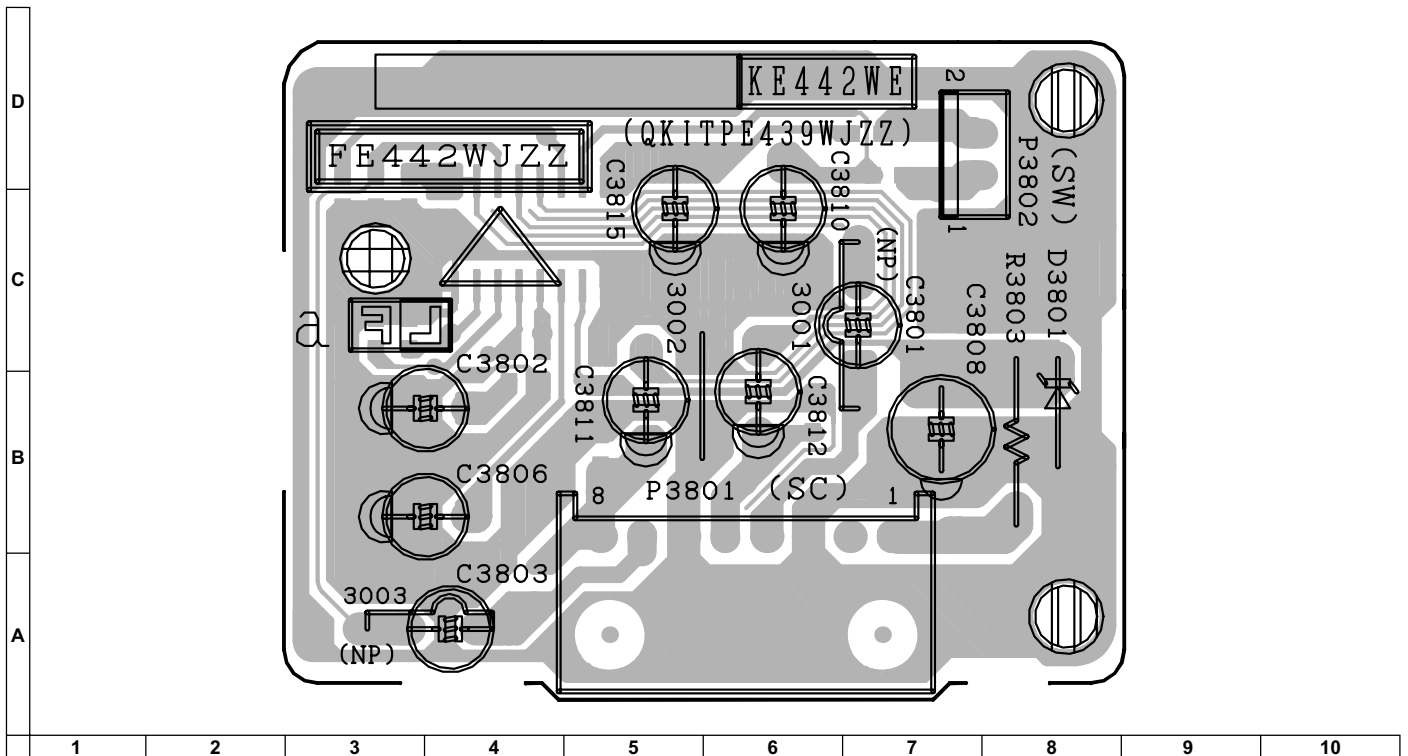 D
KE442WE
2
(QKITPE439WJZZ)
FE442WJZZ
P3802
(SW)
C3815
C3810
1
(NP)
C
R3803
D3801
3002
3001
C3801
C3808
a
FL
C3802
C3811
C3812
B
C3806
8
P3801 (SC)
1
C3803
3003
A
(NP)
1 2 3 4 5 6 7 8 9 10